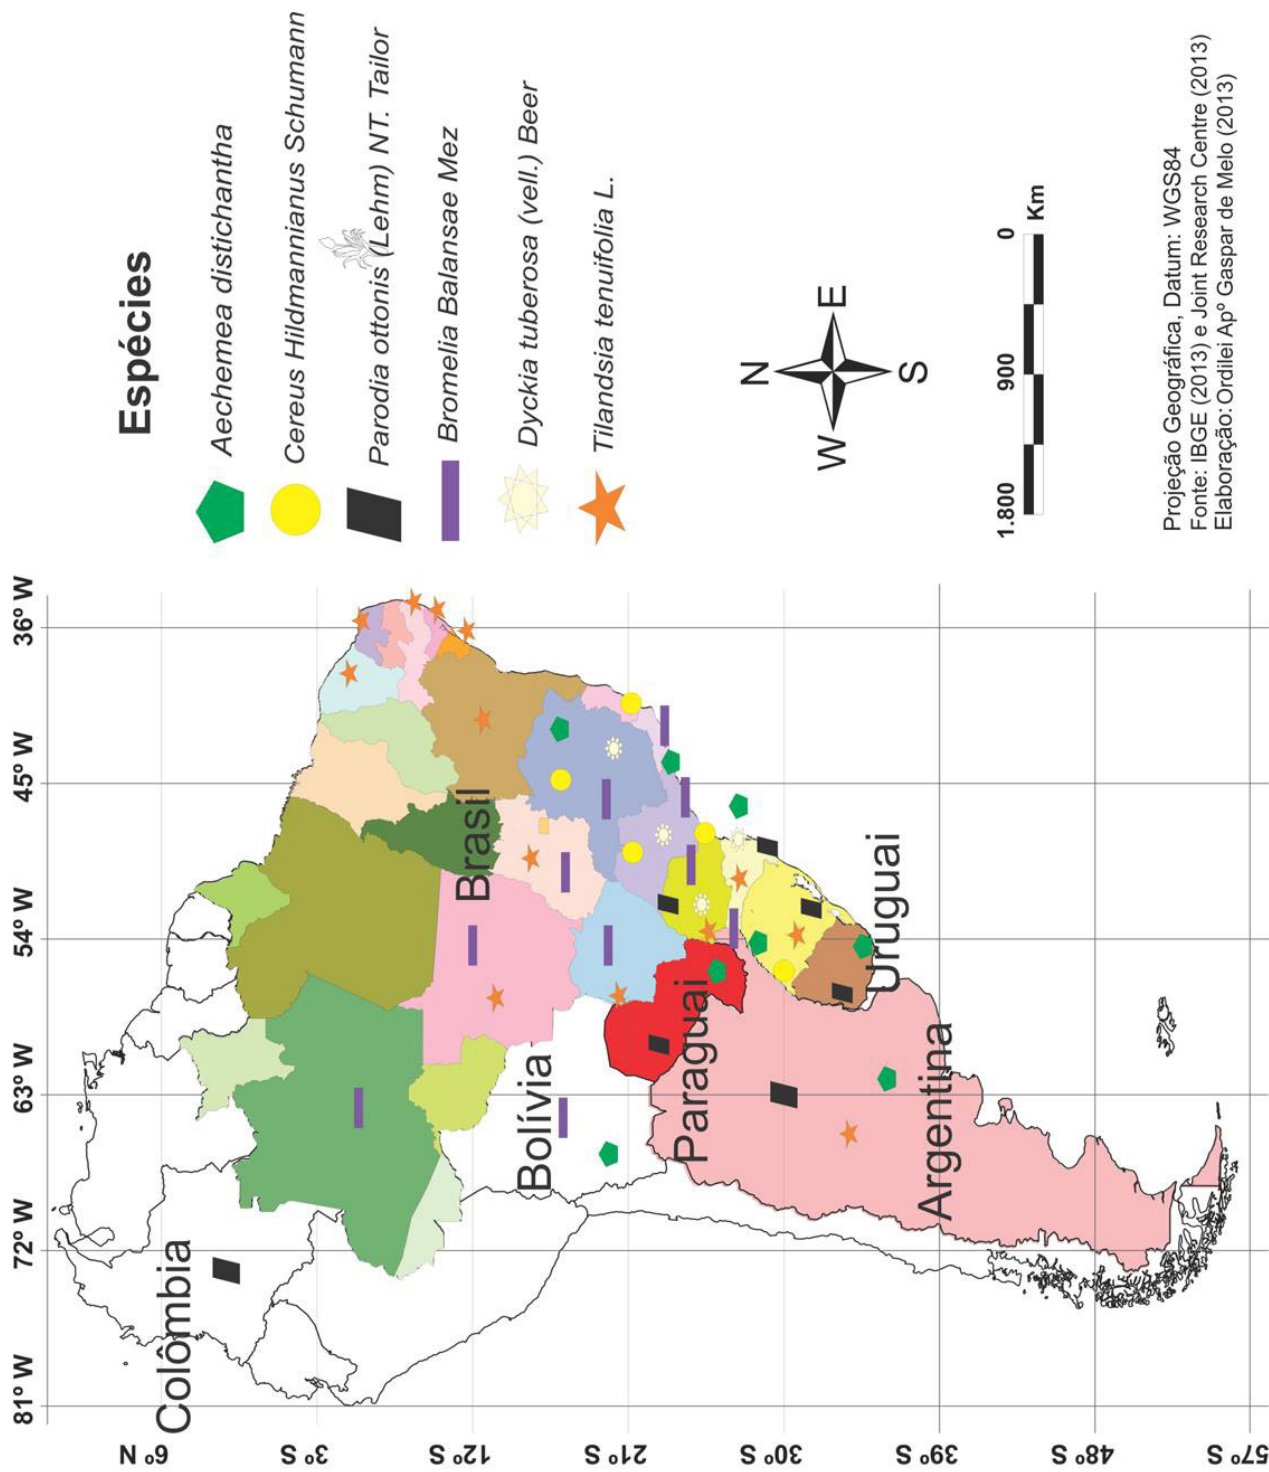 81º W
72º W
63º W
54º W
45º W
36º W
6º N
3º S
12º S
21º S
30º S
39º S
48º S
57º S
Colômbia
Brasil
Bolívia
Paraguai
Uruguai
Argentina
Espécies
Aechemea distichantha
Cereus Hildmannianus Schumann
Parodia ottonis (Lehm) NT. Tailor
Bromelia Balansae Mez
Dyckia tuberosa (vell.) Beer
Tilandsia tenuifolia L.
N
W E
S
1.800 900 0
Km
Projeção Geográfica, Datum: WGS84
Fonte: IBGE (2013) e Joint Research Centre (2013)
Elaboração: Ordilei Apº Gaspar de Melo (2013)